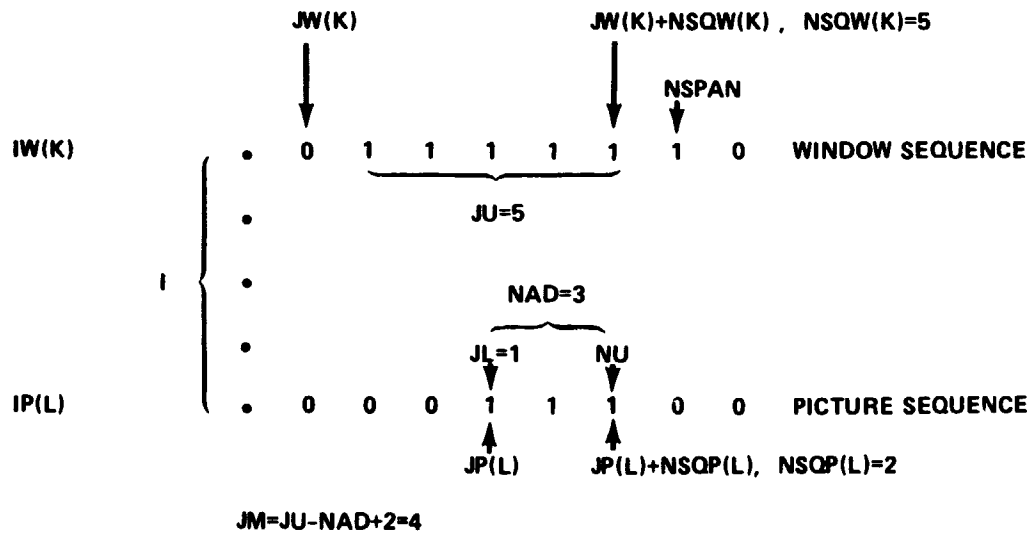 JW(K) JW(K)+NSQW(K) , NSQW(K)=5
NSPAN
IW(K) • 0 1 1 1 1 1 1 0 WINDOW SEQUENCE
•
JU=5
I •
NAD=3
• JL=1 NU
IP(L) • 0 0 0 1 1 1 0 0 PICTURE SEQUENCE
JP(L) JP(L)+NSQP(L), NSQP(L)=2
JM=JU-NAD+2=4